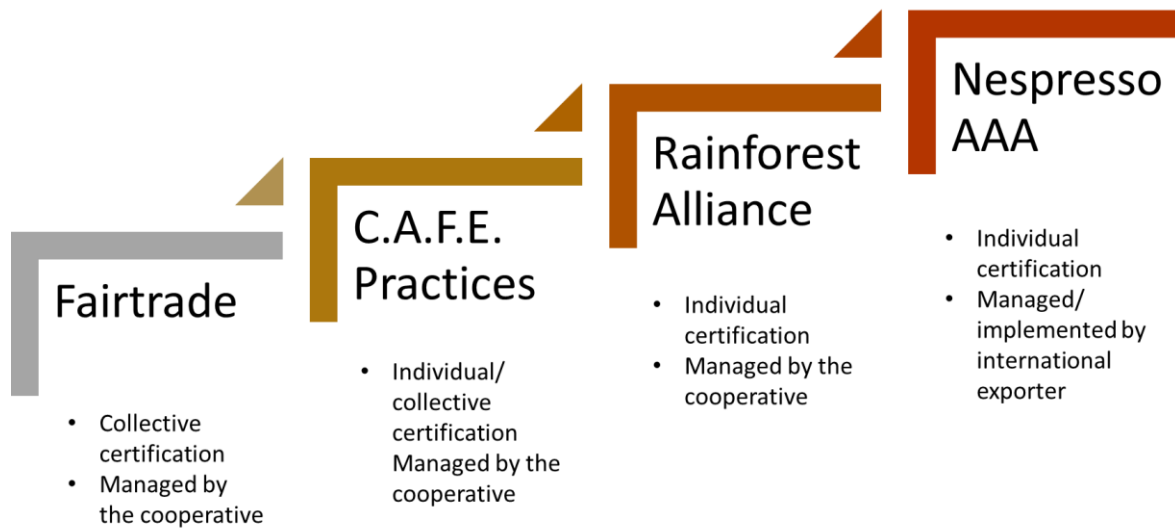 Fairtrade
• Collective
certification
• Managed by
the cooperative
C.A.F.E.
Practices
• Individual/
collective
certification
Managed by the
cooperative
Rainforest
Alliance
• Individual
certification
• Managed by the
cooperative
Nespresso
AAA
• Individual
certification
• Managed/
implemented by
international
exporter